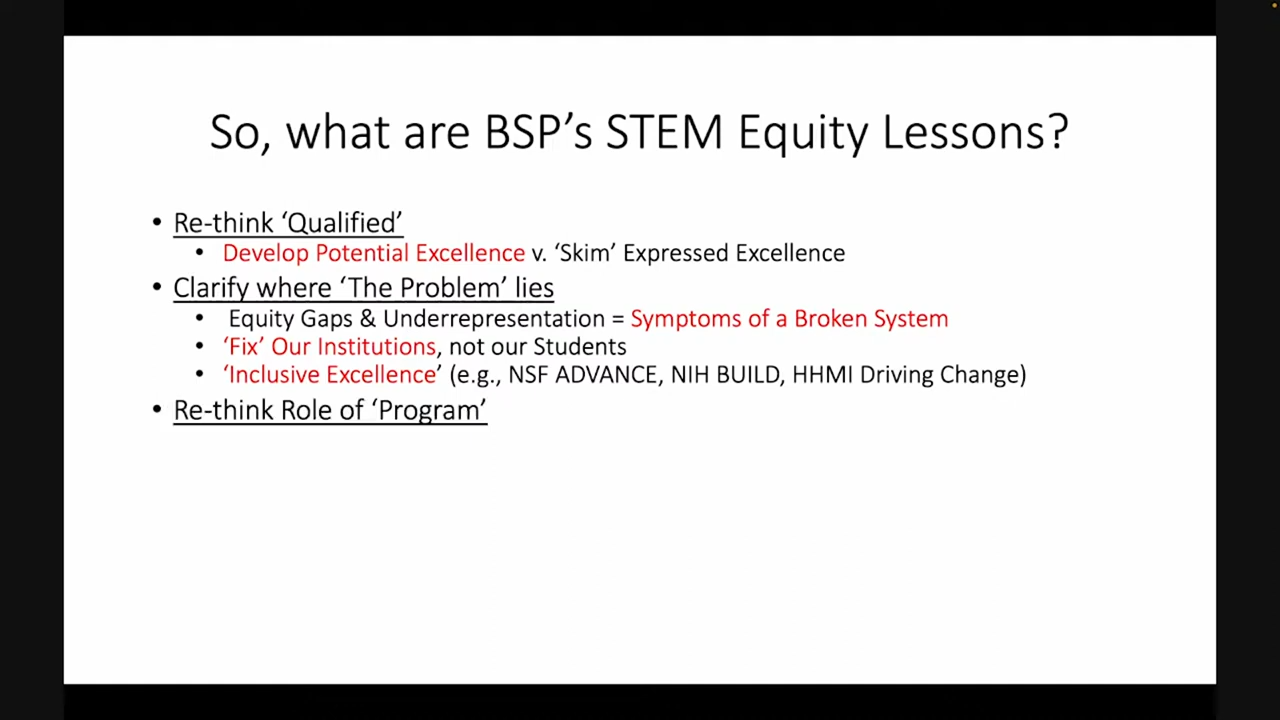 So, what are BSP’s STEM Equity Lessons?
• Re-think ‘Qualified’
• Develop Potential Excellence v. ‘Skim’ Expressed Excellence
• Clarify where ‘The Problem’ lies
• Equity Gaps & Underrepresentation = Symptoms of a Broken System
• ‘Fix’ Our Institutions, not our Students
• ‘Inclusive Excellence’ (e.g., NSF ADVANCE, NIH BUILD, HHMI Driving Change)
• Re-think Role of ‘Program’